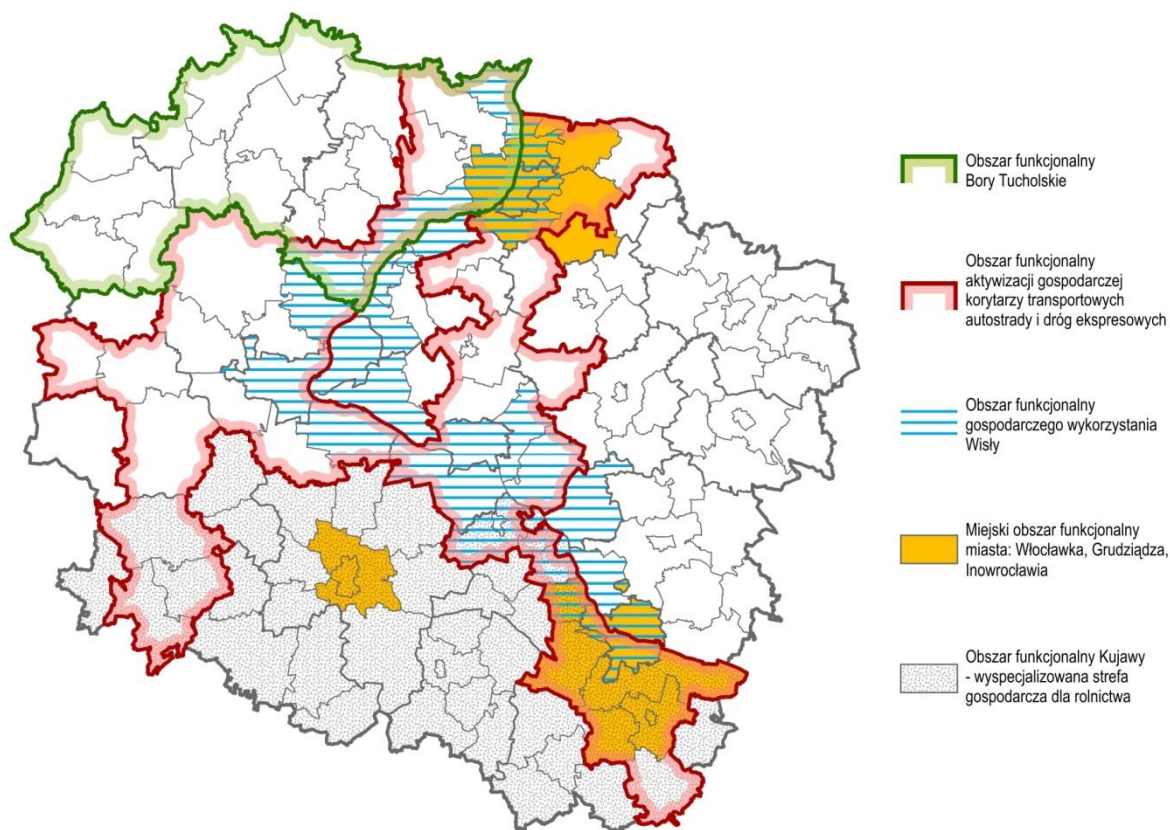 Obszar funkcjonalny
Bory Tucholskie
Obszar funkcjonalny
aktywizacji gospodarczej
korytarzy transportowych
autostrady i dróg ekspresowych
Obszar funkcjonalny
gospodarczego wykorzystania
Wisły
Miejski obszar funkcjonalny
miasta: Włocławka, Grudziądza,
Inowrocławia
Obszar funkcjonalny Kujawy
- wyspecjalizowana strefa
gospodarcza dla rolnictwa